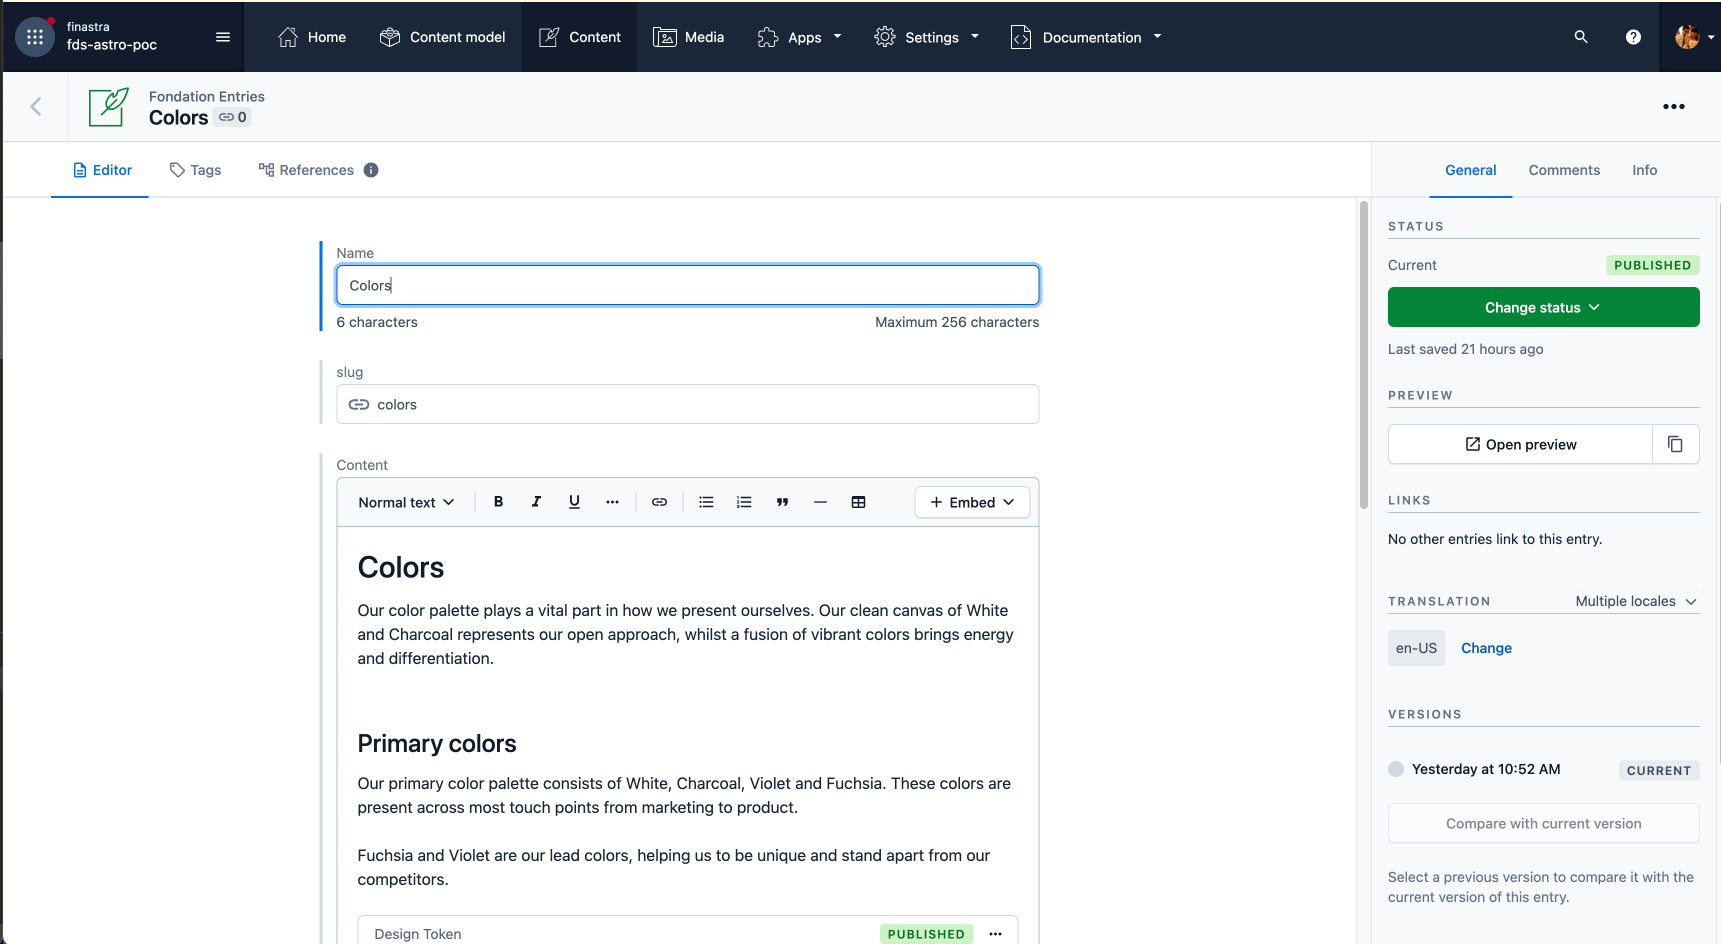 finastra
fds-astro-poc
Home
Content model
Content
Media
Apps
Settings
Documentation
Fondation Entries
Colors 0
Editor
Tags
References
General
Comments
Info
Name
Colors
6 characters
Maximum 256 characters
slug
colors
Content
Normal text
B I U
+ Embed
Colors
Our color palette plays a vital part in how we present ourselves. Our clean canvas of White
and Charcoal represents our open approach, whilst a fusion of vibrant colors brings energy
and differentiation.
Primary colors
Our primary color palette consists of White, Charcoal, Violet and Fuchsia. These colors are
present across most touch points from marketing to product.
Fuchsia and Violet are our lead colors, helping us to be unique and stand apart from our
competitors.
Design Token
PUBLISHED
STATUS
Current
PUBLISHED
Change status
Last saved 21 hours ago
PREVIEW
Open preview
LINKS
No other entries link to this entry.
TRANSLATION
Multiple locales
en-US
Change
VERSIONS
Yesterday at 10:52 AM
CURRENT
Compare with current version
Select a previous version to compare it with the
current version of this entry.